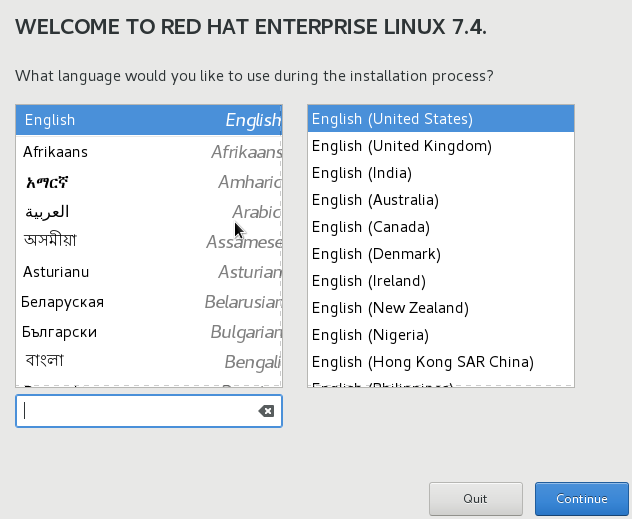 WELCOME TO RED HAT ENTERPRISE LINUX 7.4.
What language would you like to use during the installation process?
English English
Afrikaans Afrikaans
አማርኛ Amharic
العربية Arabic
অসমীয়া Assamese
Asturianu Asturian
Беларуская Belarusian
Български Bulgarian
বাংলা Bengali
English (United States)
English (United Kingdom)
English (India)
English (Australia)
English (Canada)
English (Denmark)
English (Ireland)
English (New Zealand)
English (Nigeria)
English (Hong Kong SAR China)
English (Philippines)
Quit Continue